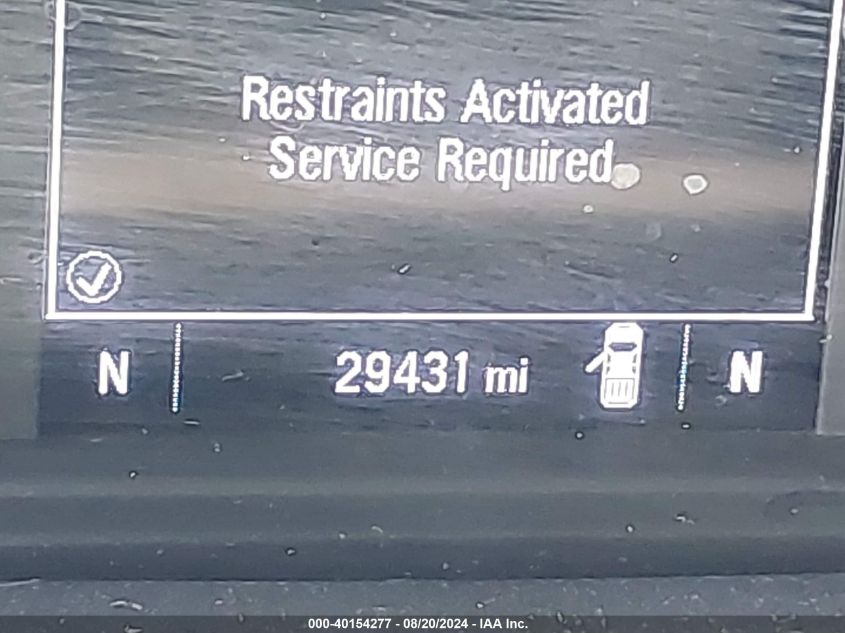 Restraints Activated
Service Required
N 29431 mi N
000-40154277 - 08/20/2024 - IAA Inc.